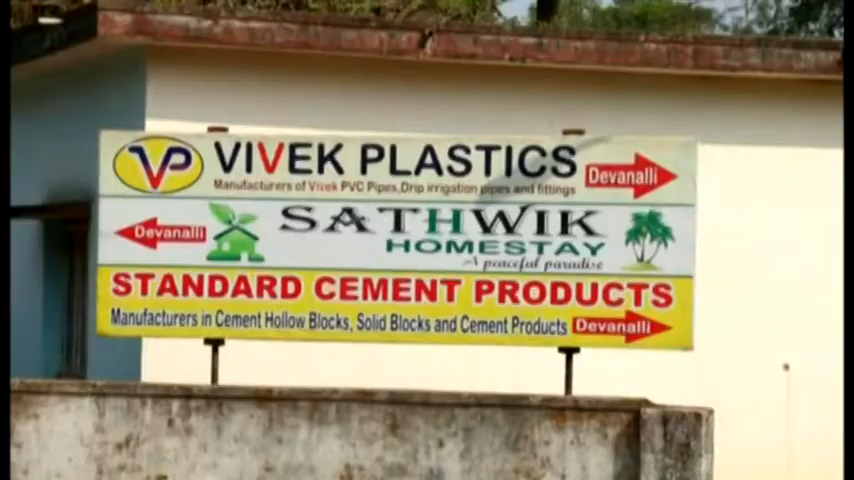 VP VIVEK PLASTICS
Manufacturers of Vivek PVC Pipes,Drip irrigation pipes and fittings
Devanalli
Devanalli
SATHWIK
HOMESTAY
A peaceful paradise
STANDARD CEMENT PRODUCTS
Manufacturers in Cement Hollow Blocks, Solid Blocks and Cement Products
Devanalli